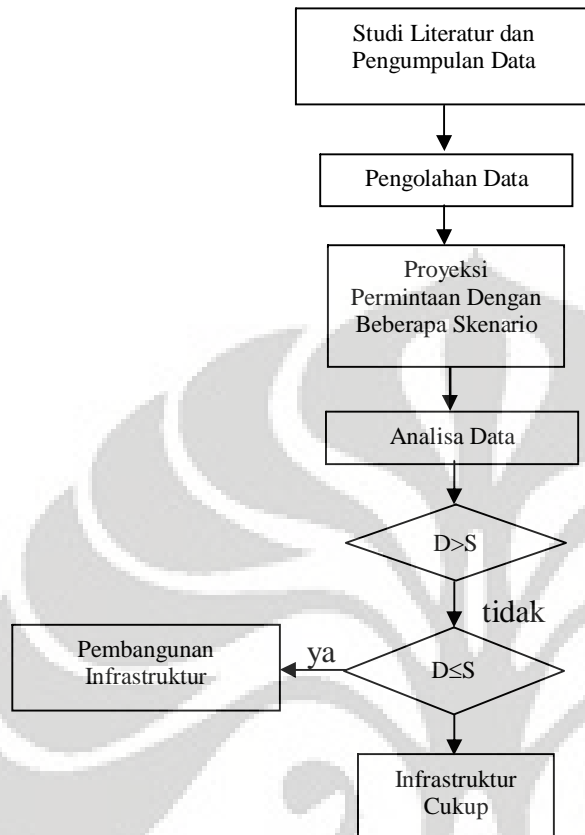 Studi Literatur dan
Pengumpulan Data
Pengolahan Data
Proyeksi
Permintaan Dengan
Beberapa Skenario
Analisa Data
D>S
tidak
Pembangunan
Infrastruktur
ya
D≤S
Infrastruktur
Cukup